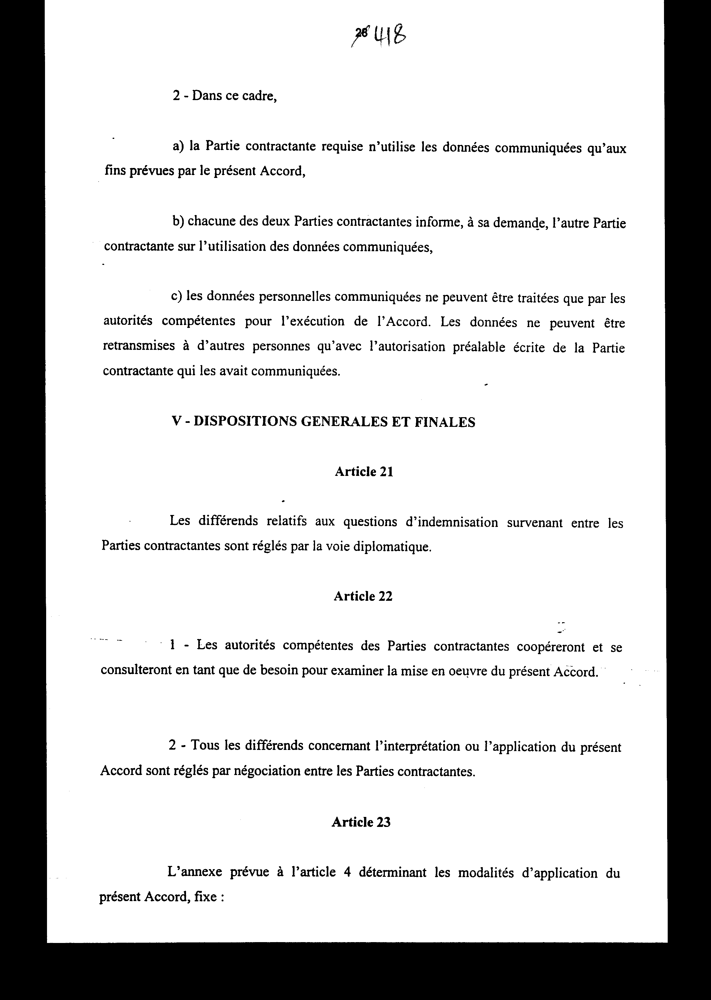 26 418
2 - Dans ce cadre,
a) la Partie contractante requise n’utilise les données communiquées qu’aux
fins prévues par le présent Accord,
b) chacune des deux Parties contractantes informe, à sa demande, l’autre Partie
contractante sur l’utilisation des données communiquées,
c) les données personnelles communiquées ne peuvent être traitées que par les
autorités compétentes pour l’exécution de l’Accord. Les données ne peuvent être
retransmises à d’autres personnes qu’avec l’autorisation préalable écrite de la Partie
contractante qui les avait communiquées.
V - DISPOSITIONS GENERALES ET FINALES
Article 21
Les différends relatifs aux questions d’indemnisation survenant entre les
Parties contractantes sont réglés par la voie diplomatique.
Article 22
1 - Les autorités compétentes des Parties contractantes coopéreront et se
consulteront en tant que de besoin pour examiner la mise en oeuvre du présent Accord.
2 - Tous les différends concernant l’interprétation ou l’application du présent
Accord sont réglés par négociation entre les Parties contractantes.
Article 23
L’annexe prévue à l’article 4 déterminant les modalités d’application du
présent Accord, fixe :